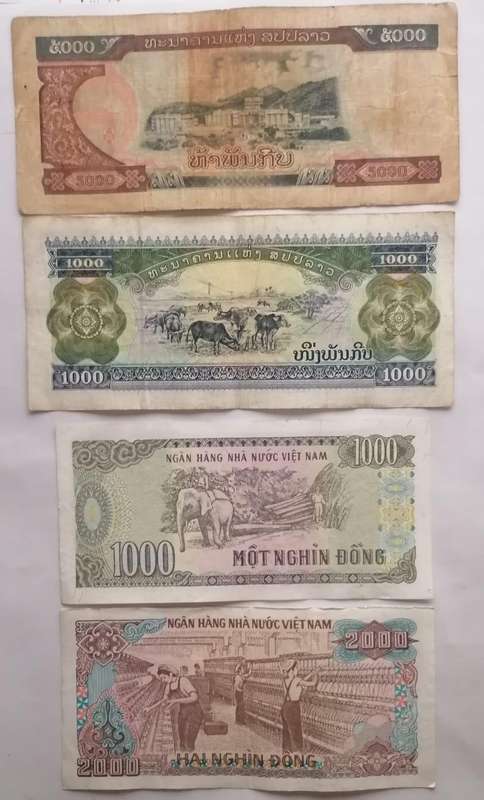 ໕໐໐໐ ທະນາຄານແຫ່ງ ສປປລາວ ໕໐໐໐
ຫ້າພັນກີບ
5000 5000
1000 ທະນາຄານແຫ່ງ ສປປລາວ 1000
ໜຶ່ງພັນກີບ
1000 1000
NGÂN HÀNG NHÀ NƯỚC VIỆT NAM 1000
1000 MỘT NGHÌN ĐỒNG
NGÂN HÀNG NHÀ NƯỚC VIỆT NAM
2000
2000 HAI NGHÌN ĐỒNG